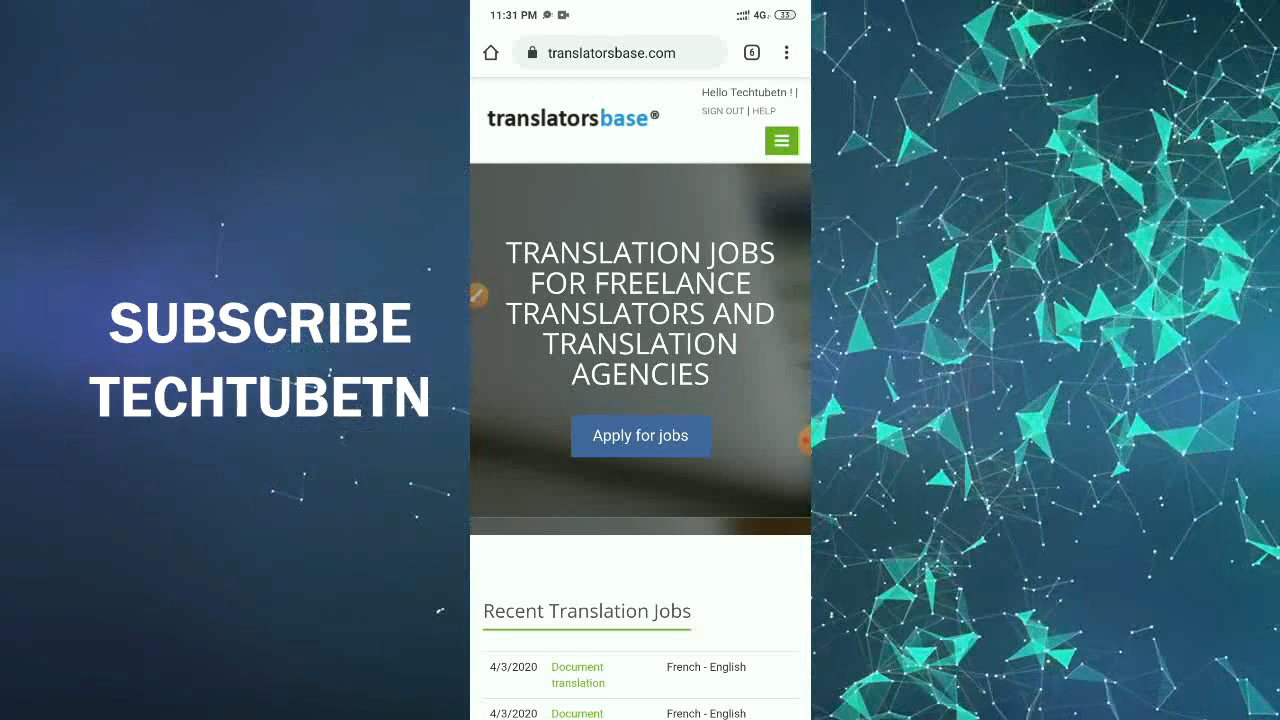 SUBSCRIBE
TECHTUBETN
11:31 PM
4G
33
translatorsbase.com
6
Hello Techtubetn ! |
SIGN OUT | HELP
translatorsbase®
TRANSLATION JOBS
FOR FREELANCE
TRANSLATORS AND
TRANSLATION
AGENCIES
Apply for jobs
Recent Translation Jobs
4/3/2020 Document French - English
translation
4/3/2020 Document French - English